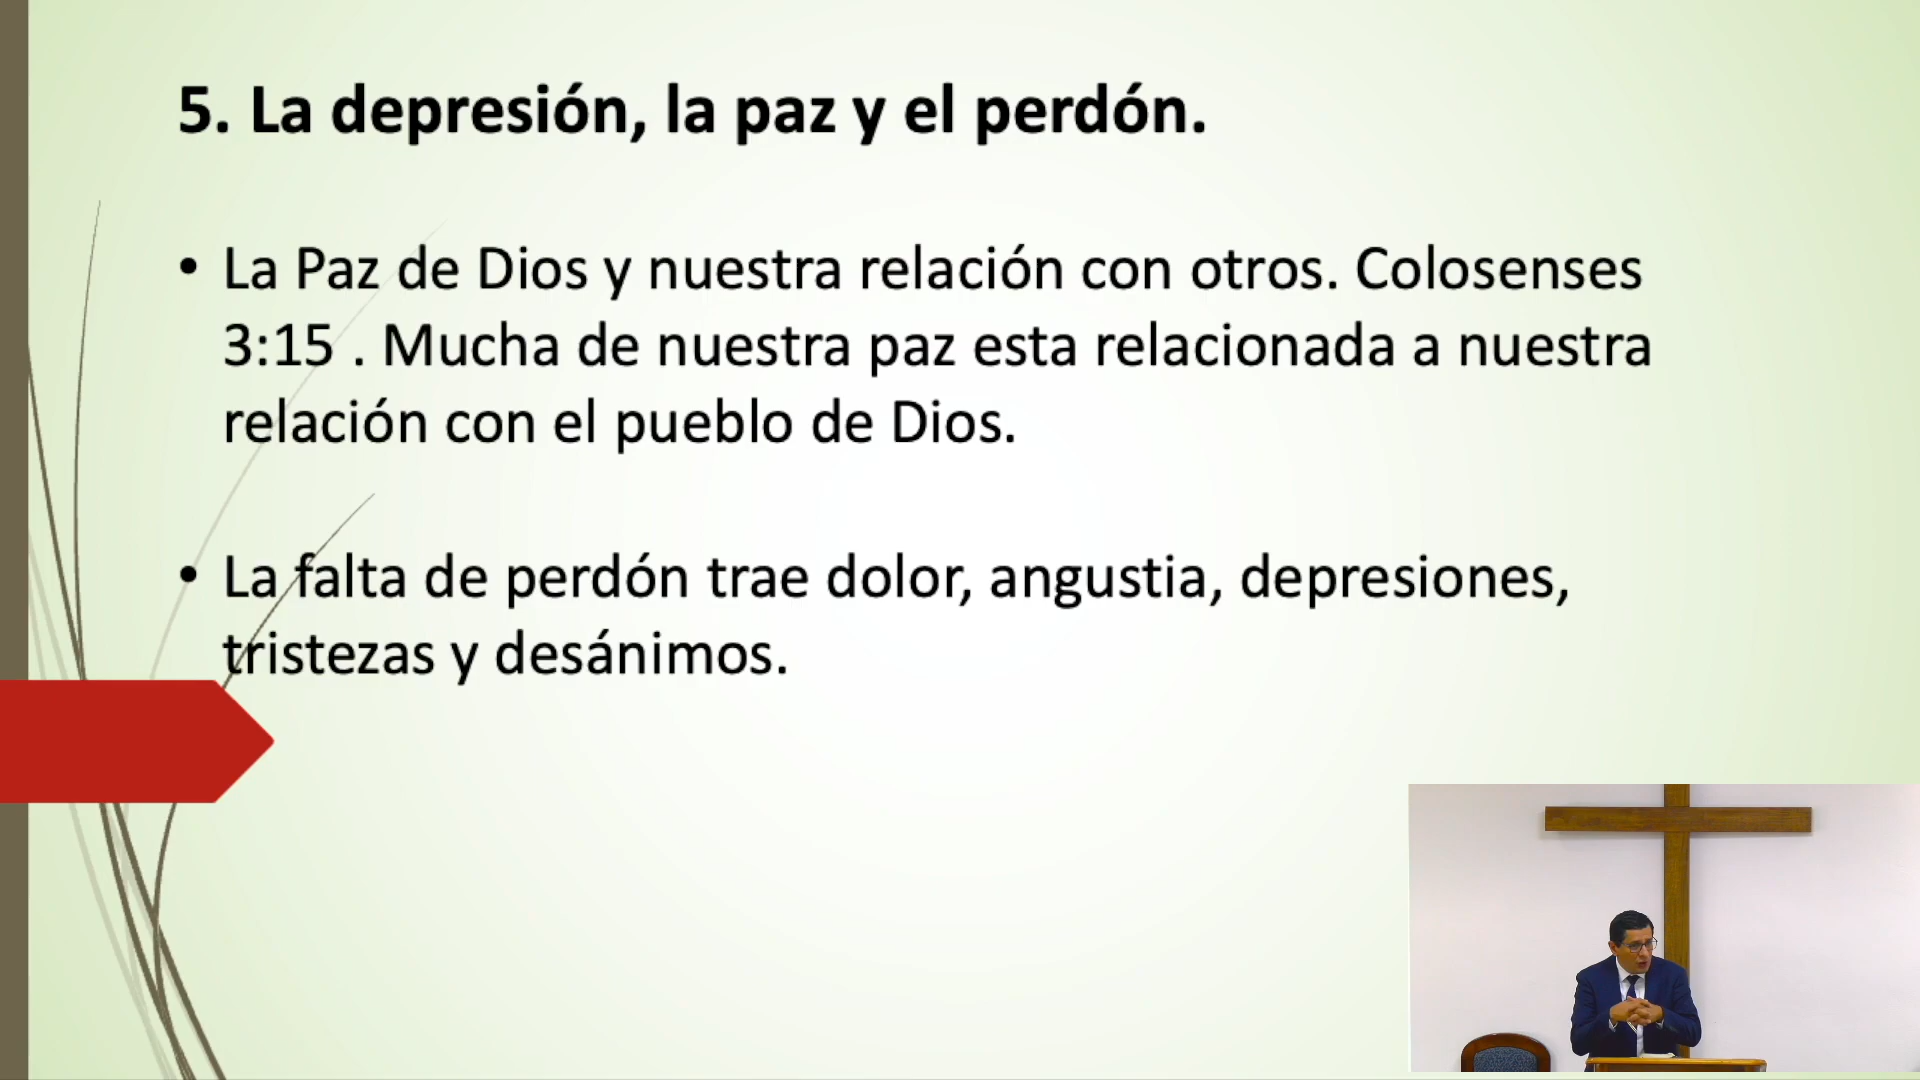 5. La depresión, la paz y el perdón.
• La Paz de Dios y nuestra relación con otros. Colosenses
3:15 . Mucha de nuestra paz esta relacionada a nuestra
relación con el pueblo de Dios.
• La falta de perdón trae dolor, angustia, depresiones,
tristezas y desánimos.